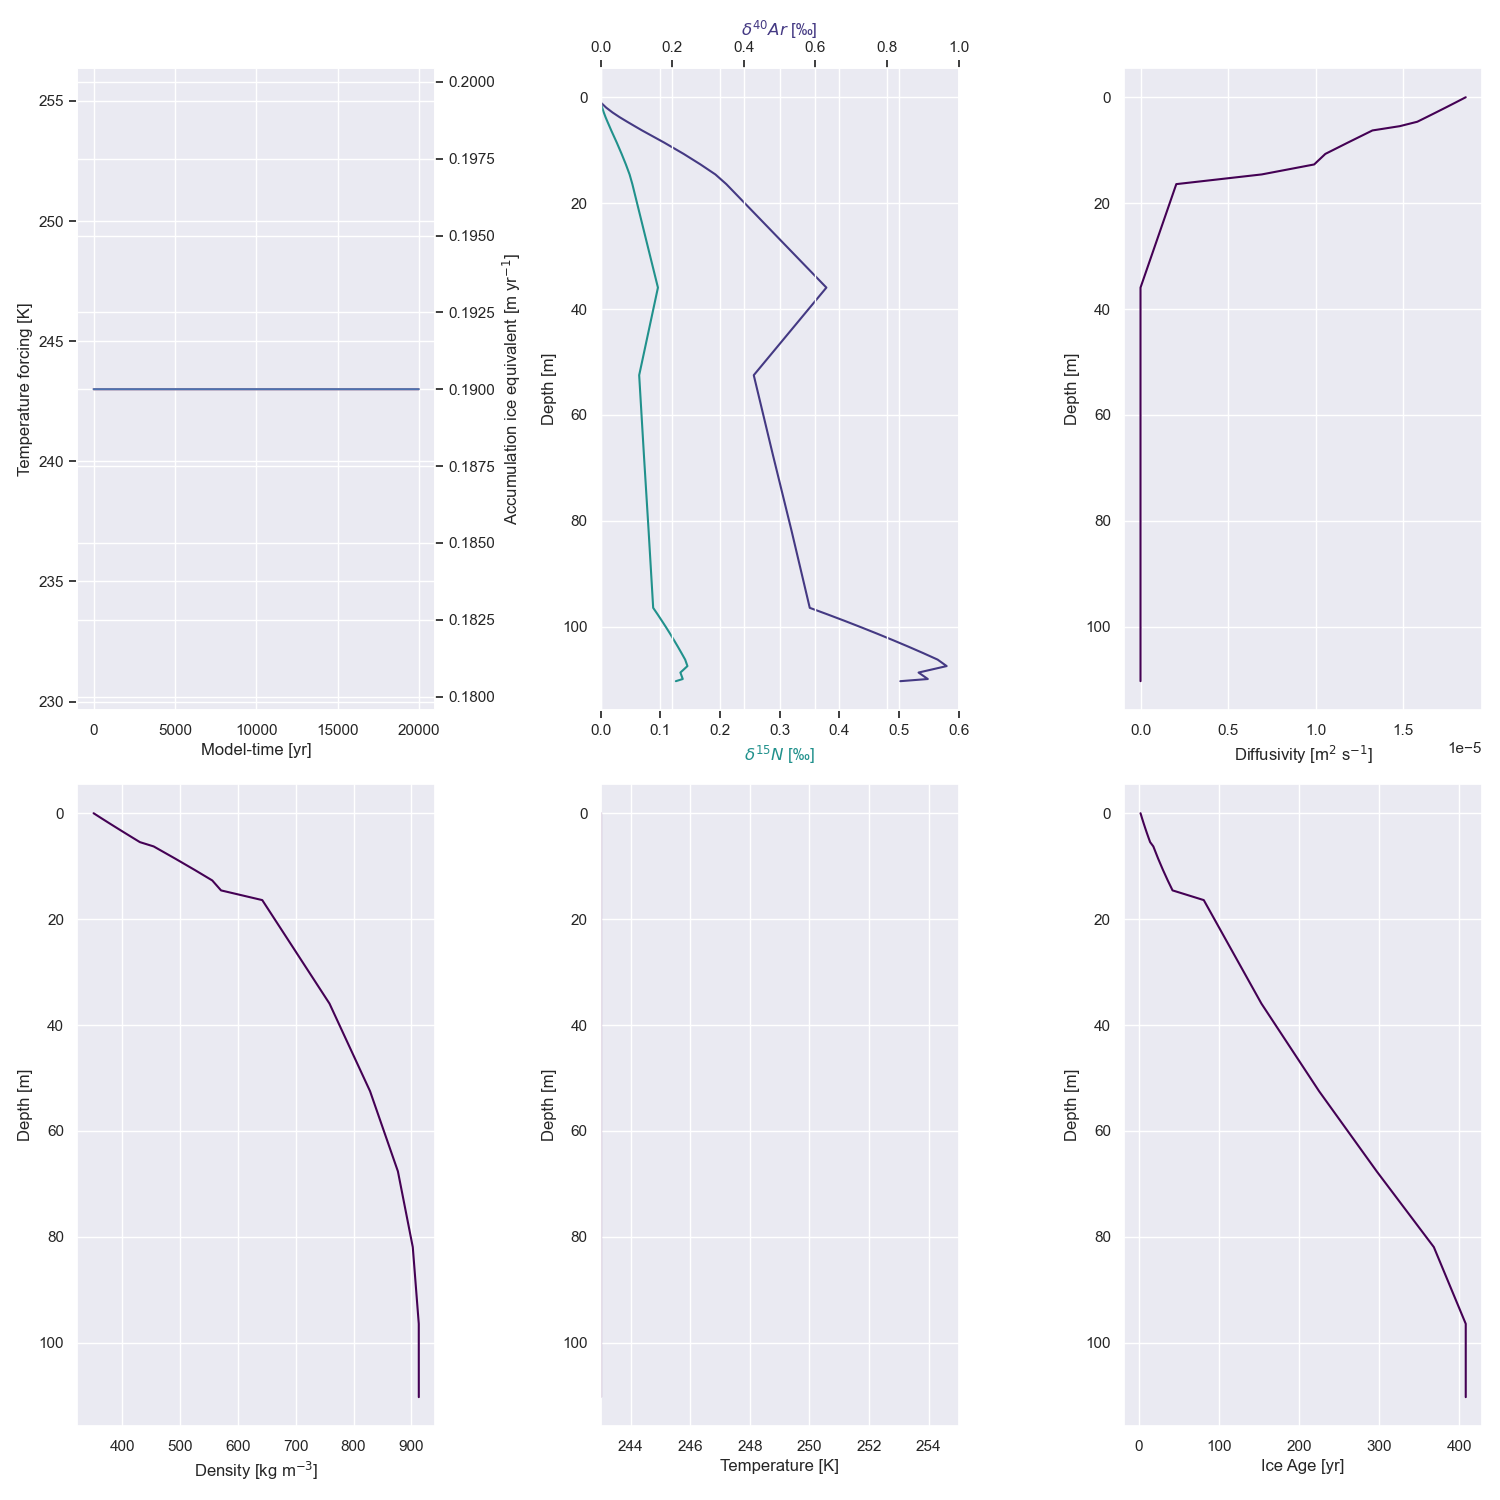 δ⁴⁰Ar [‰]
0.0 0.2 0.4 0.6 0.8 1.0
255
250
245
240
235
230
Temperature forcing [K]
0 5000 10000 15000 20000
Model-time [yr]
0.2000
0.1975
0.1950
0.1925
0.1900
0.1875
0.1850
0.1825
0.1800
Accumulation ice equivalent [m yr⁻¹]
0
20
40
60
80
100
Depth [m]
0.0 0.1 0.2 0.3 0.4 0.5 0.6
δ¹⁵N [‰]
0
20
40
60
80
100
Depth [m]
0.0 0.5 1.0 1.5
1e−5
Diffusivity [m² s⁻¹]
0
20
40
60
80
100
Depth [m]
400 500 600 700 800 900
Density [kg m⁻³]
0
20
40
60
80
100
Depth [m]
244 246 248 250 252 254
Temperature [K]
0
20
40
60
80
100
Depth [m]
0 100 200 300 400
Ice Age [yr]